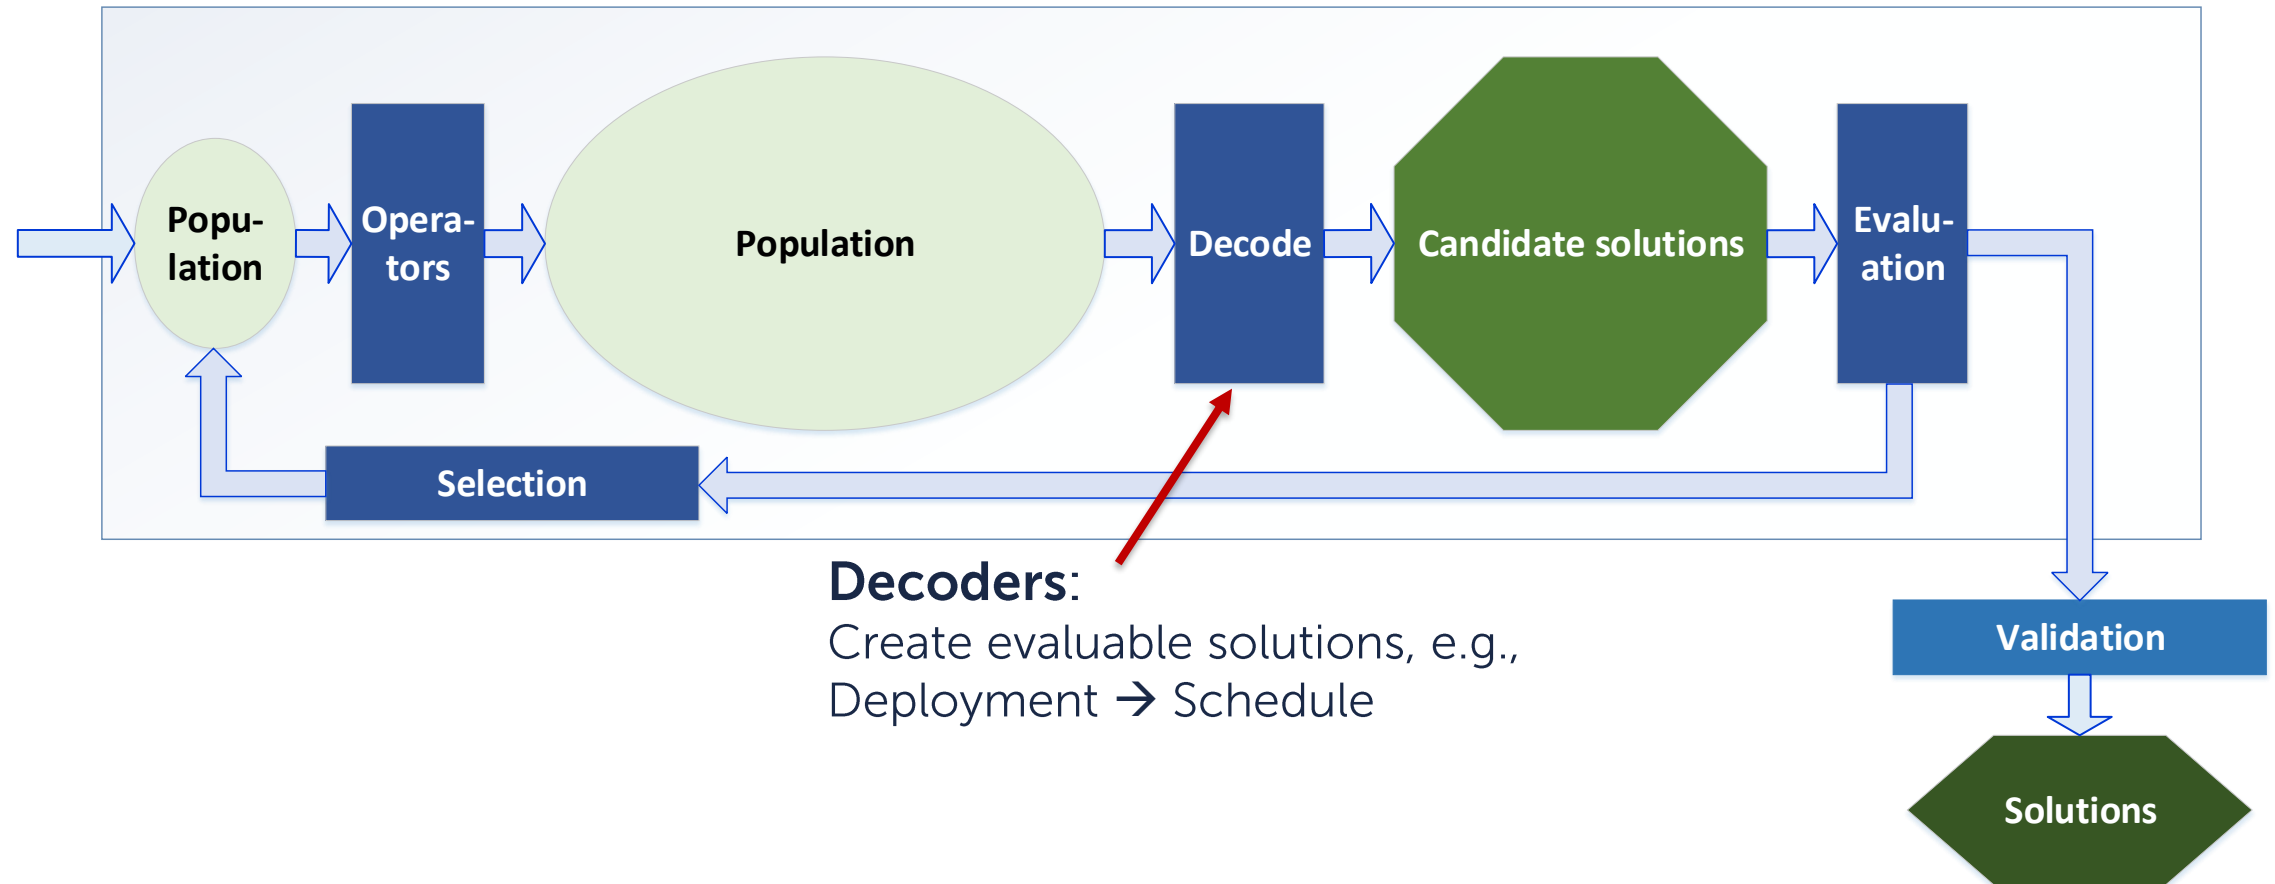 Popu-
lation
Opera-
tors
Population
Decode
Candidate solutions
Evalu-
ation
Selection
Decoders:
Create evaluable solutions, e.g.,
Deployment → Schedule
Validation
Solutions